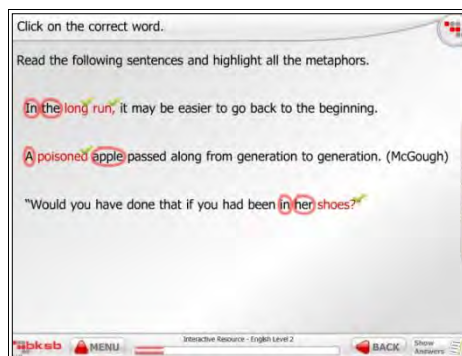 Click on the correct word.
Read the following sentences and highlight all the metaphors.
In the long run, it may be easier to go back to the beginning.
A poisoned apple passed along from generation to generation. (McGough)
"Would you have done that if you had been in her shoes?"
bksb
MENU
Interactive Resource - English Level 2
BACK
Show
Answers